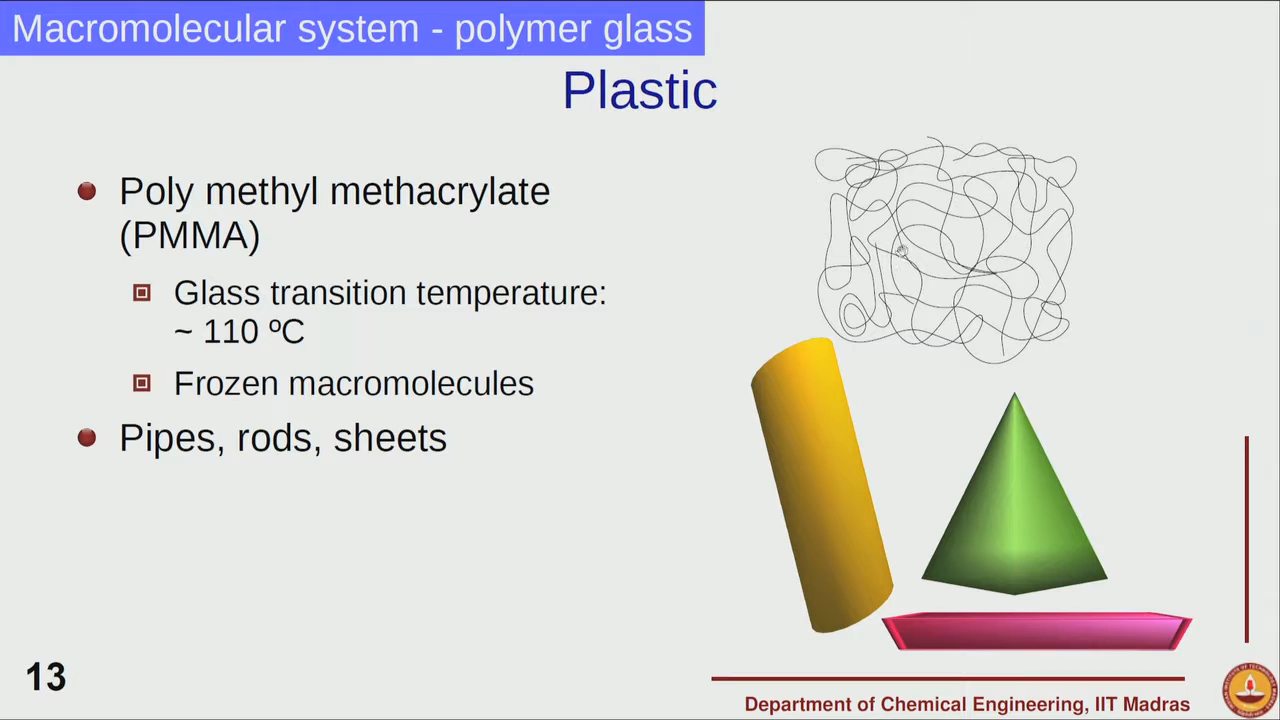 Macromolecular system - polymer glass
Plastic
Poly methyl methacrylate
(PMMA)
Glass transition temperature:
~ 110 ºC
Frozen macromolecules
Pipes, rods, sheets
13
Department of Chemical Engineering, IIT Madras